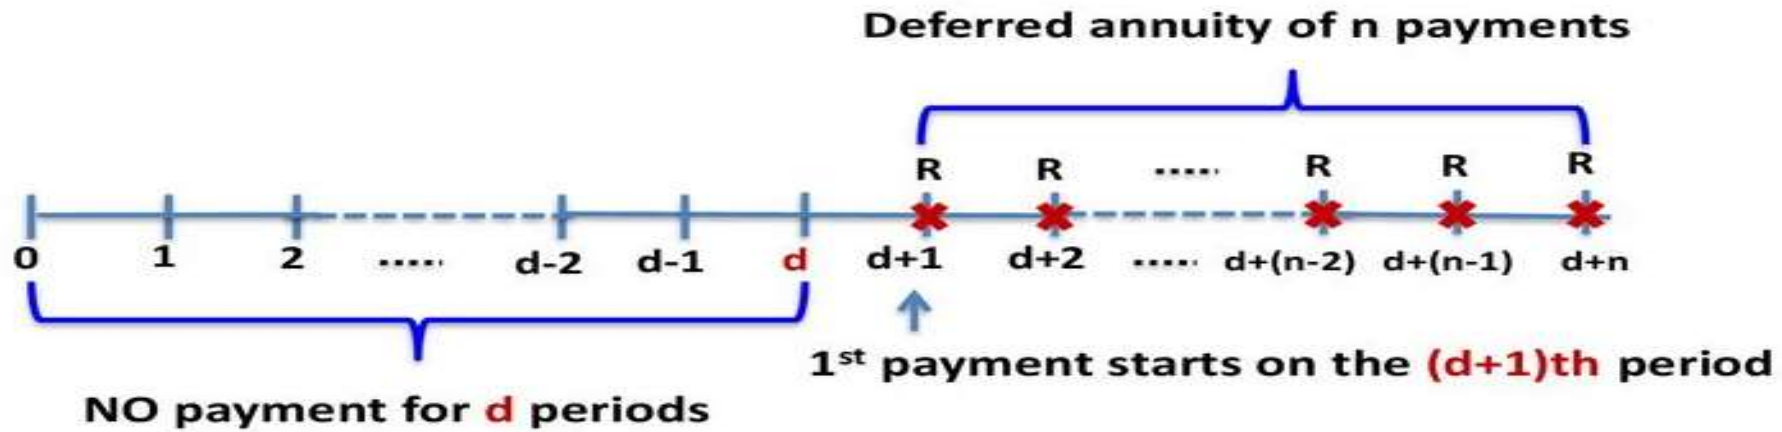 Deferred annuity of n payments
R R ..... R R R
0 1 2 ..... d-2 d-1 d d+1 d+2 ..... d+(n-2) d+(n-1) d+n
1st payment starts on the (d+1)th period
NO payment for d periods